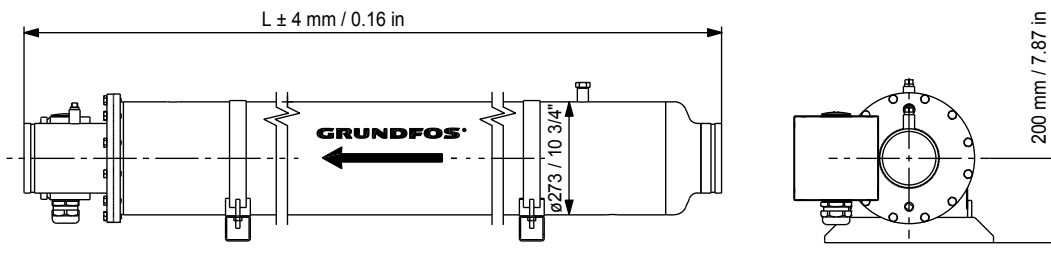 L ± 4 mm / 0.16 in
GRUNDFOS
ø273 / 10 3/4"
200 mm / 7.87 in